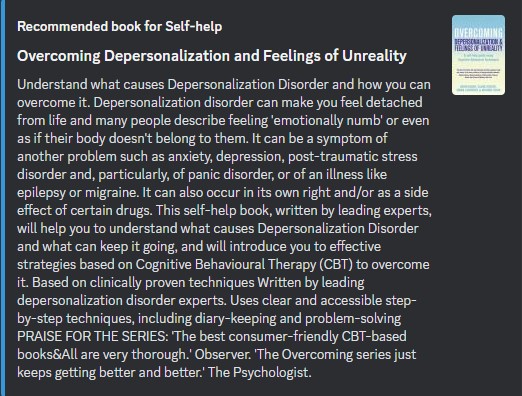 Recommended book for Self-help
Overcoming Depersonalization and Feelings of Unreality
Understand what causes Depersonalization Disorder and how you can
overcome it. Depersonalization disorder can make you feel detached
from life and many people describe feeling 'emotionally numb' or even
as if their body doesn't belong to them. It can be a symptom of
another problem such as anxiety, depression, post-traumatic stress
disorder and, particularly, of panic disorder, or of an illness like
epilepsy or migraine. It can also occur in its own right and/or as a side
effect of certain drugs. This self-help book, written by leading experts,
will help you to understand what causes Depersonalization Disorder
and what can keep it going, and will introduce you to effective
strategies based on Cognitive Behavioural Therapy (CBT) to overcome
it. Based on clinically proven techniques Written by leading
depersonalization disorder experts. Uses clear and accessible step-
by-step techniques, including diary-keeping and problem-solving
PRAISE FOR THE SERIES: 'The best consumer-friendly CBT-based
books&All are very thorough.' Observer. 'The Overcoming series just
keeps getting better and better.' The Psychologist.
OVERCOMING
DEPERSONALIZATION &
FEELINGS OF UNREALITY